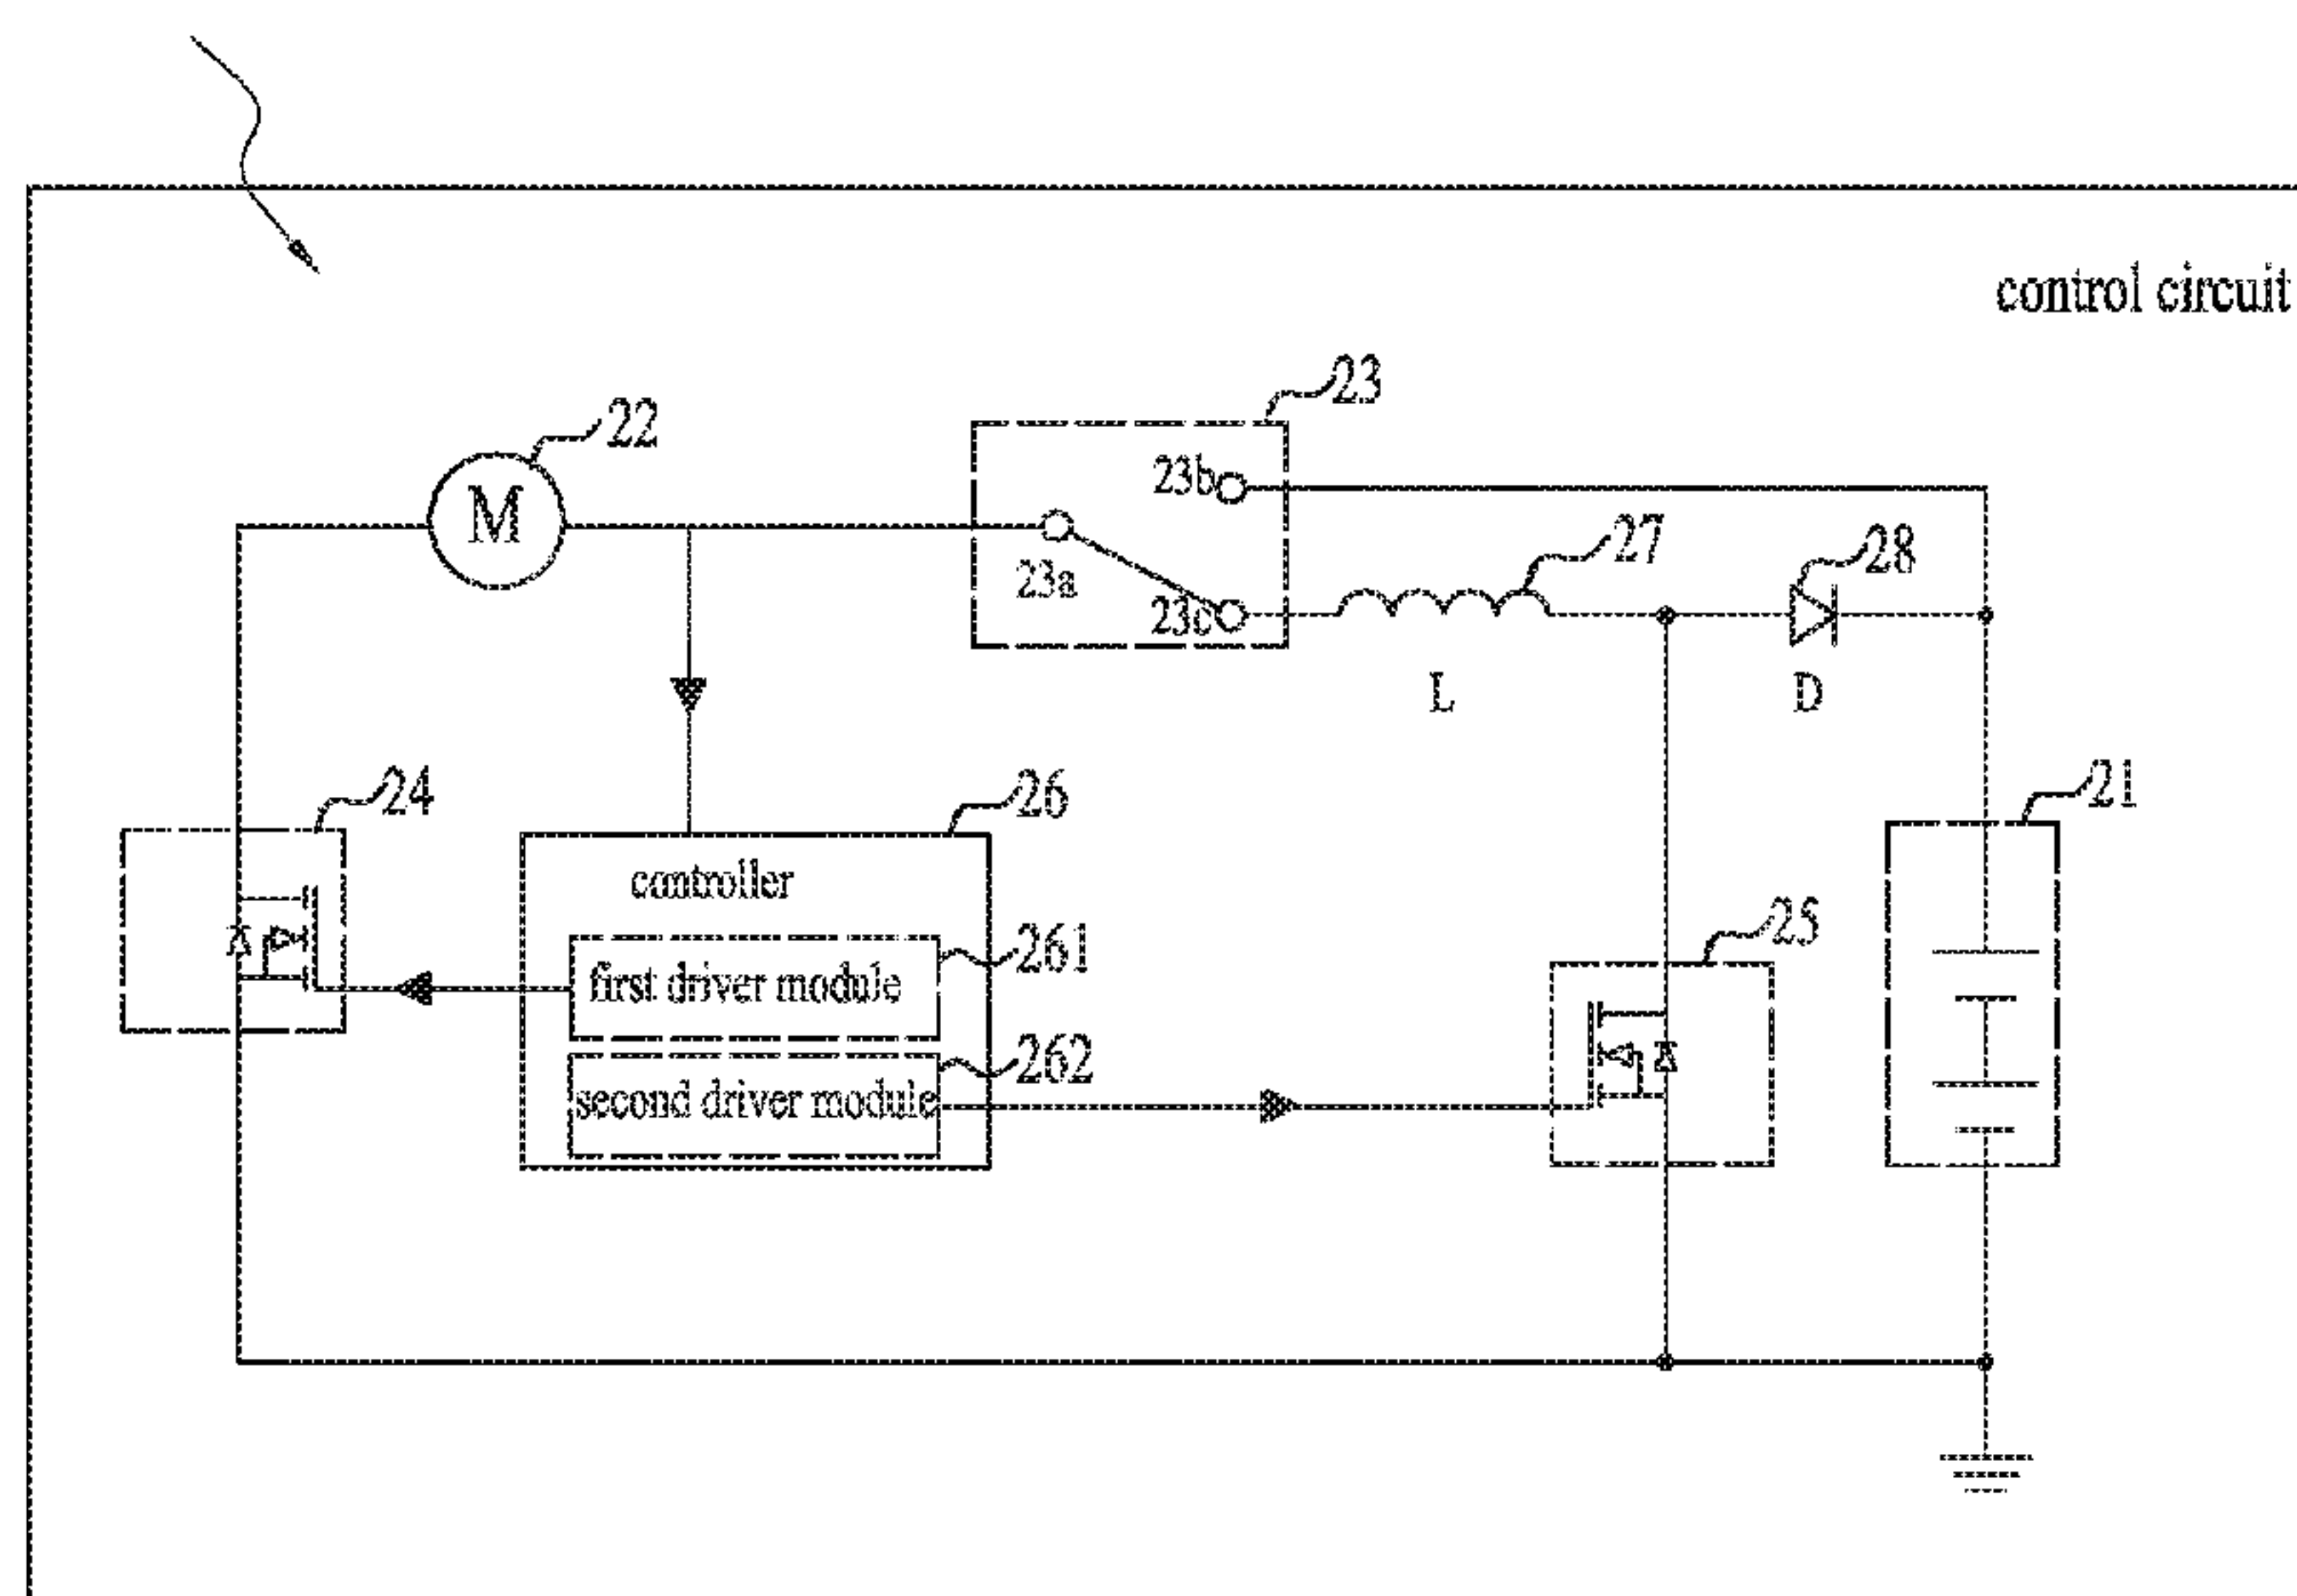 control circuit
23
22
M
23b
23a
23c
27
28
L
D
24
26
21
controller
25
261
first driver module
262
second driver module